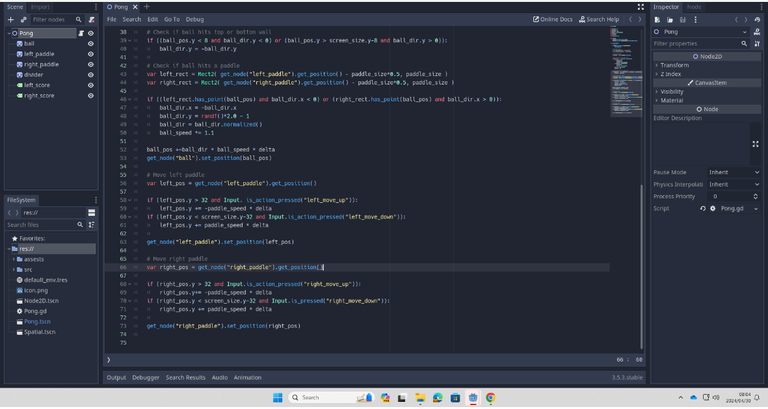 Scene Import
Filter nodes
Pong
ball
left_paddle
right_paddle
divider
left_score
right_score
FileSystem
res://
Search files
Favorites:
res://
assests
src
default_env.tres
icon.png
Node2D.tscn
Pong.gd
Pong.tscn
Spatial.tscn
Pong
File Search Edit Go To Debug
Online Docs Search Help
38 # Check if ball hits top or bottom wall
39 if ((ball_pos.y < 8 and ball_dir.y < 0) or (ball_pos.y > screen_size.y-8 and ball_dir.y > 0)):
40 ball_dir.y = -ball_dir.y
41
42 # Check if ball hits a paddle
43 var left_rect = Rect2( get_node("left_paddle").get_position() - paddle_size*0.5, paddle_size )
44 var right_rect = Rect2( get_node("right_paddle").get_position() - paddle_size*0.5, paddle_size )
45
46 if ((left_rect.has_point(ball_pos) and ball_dir.x < 0) or (right_rect.has_point(ball_pos) and ball_dir.x > 0):
47 ball_dir.x = -ball_dir.x
48 ball_dir.y = randf()*2.0 - 1
49 ball_dir = ball_dir.normalized()
50 ball_speed *= 1.1
51
52 ball_pos +=ball_dir * ball_speed * delta
53 get_node("ball").set_position(ball_pos)
54
55 # Move left paddle
56 var left_pos = get_node("left_paddle").get_position()
57
58 if (left_pos.y > 32 and Input. is_action_pressed("left_move_up"):
59 left_pos.y += -paddle_speed * delta
60 if (left_pos.y < screen_size.y-32 and Input.is_action_pressed("left_move_down"):
61 left_pos.y += paddle_speed * delta
62
63 get_node("left_paddle").set_position(left_pos)
64
65 # Move right paddle
66 var right_pos = get_node("right_paddle").get_position()
67
68 if (right_pos.y > 32 and Input.is_action_pressed("right_move_up")):
69 right_pos.y+= -paddle_speed * delta
70 if (right_pos.y < screen_size.y-32 and Input.is_pressed("right_move_down")):
71 right_pos.y += paddle_speed * delta
72
73 get_node("right_paddle").set_position(right_pos)
74
75
66 : 60
Output Debugger Search Results Audio Animation
3.5.3.stable
Inspector Node
Pong
Filter properties
Node2D
Transform
Z Index
CanvasItem
Visibility
Material
Node
Editor Description
Pause Mode Inherit
Physics Interpolati Inherit
Process Priority 0
Script Pong.gd
Search
08:04
2024/04/30